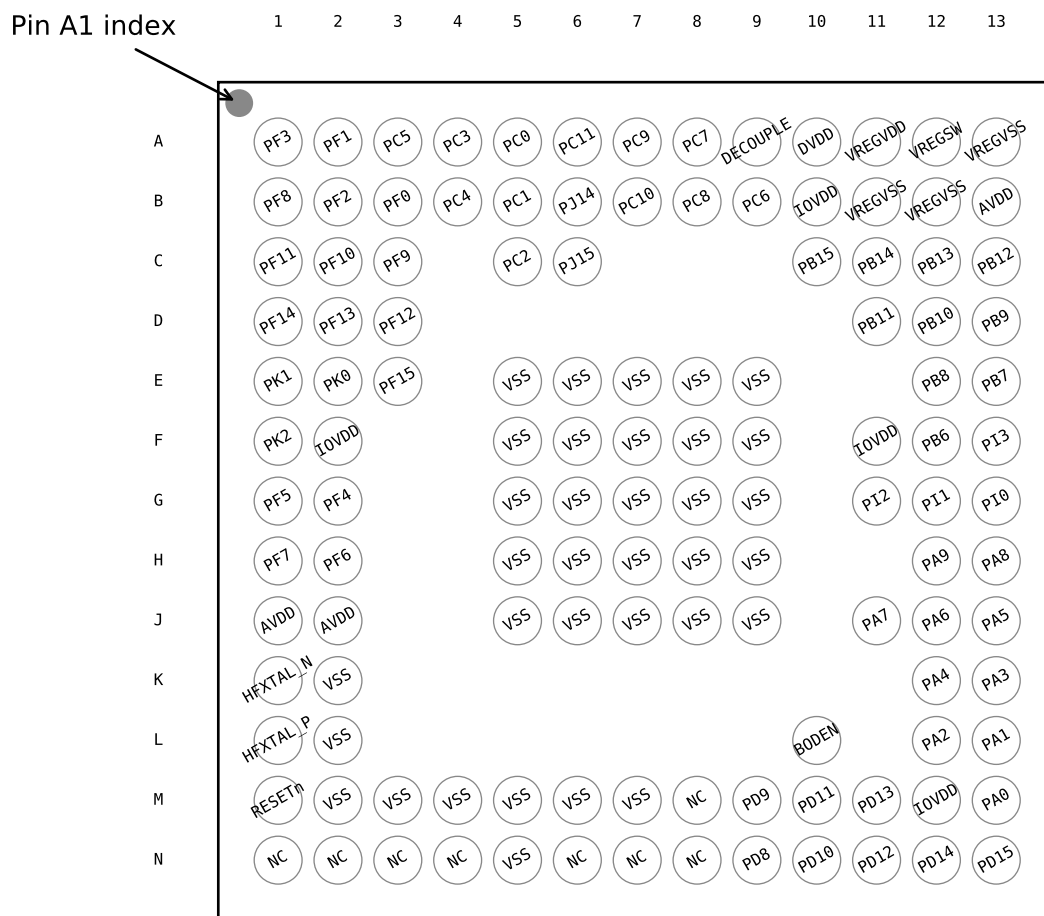 Pin A1 index
1 2 3 4 5 6 7 8 9 10 11 12 13
A PF3 PF1 PC5 PC3 PC0 PC11 PC9 PC7 DECOUPLE DVDD VREGVDD VREGSW VREGVSS
B PF8 PF2 PF0 PC4 PC1 PJ14 PC10 PC8 PC6 IOVDD VREGVSS VREGVSS AVDD
C PF11 PF10 PF9 PC2 PJ15 PB15 PB14 PB13 PB12
D PF14 PF13 PF12 PB11 PB10 PB9
E PK1 PK0 PF15 VSS VSS VSS VSS VSS PB8 PB7
F PK2 IOVDD VSS VSS VSS VSS VSS IOVDD PB6 PI3
G PF5 PF4 VSS VSS VSS VSS VSS PI2 PI1 PI0
H PF7 PF6 VSS VSS VSS VSS VSS PA9 PA8
J AVDD AVDD VSS VSS VSS VSS VSS PA7 PA6 PA5
K HFXTAL_N VSS PA4 PA3
L HFXTAL_P VSS BODEN PA2 PA1
M RESETn VSS VSS VSS VSS VSS VSS NC PD9 PD11 PD13 IOVDD PA0
N NC NC NC NC VSS NC NC NC PD8 PD10 PD12 PD14 PD15